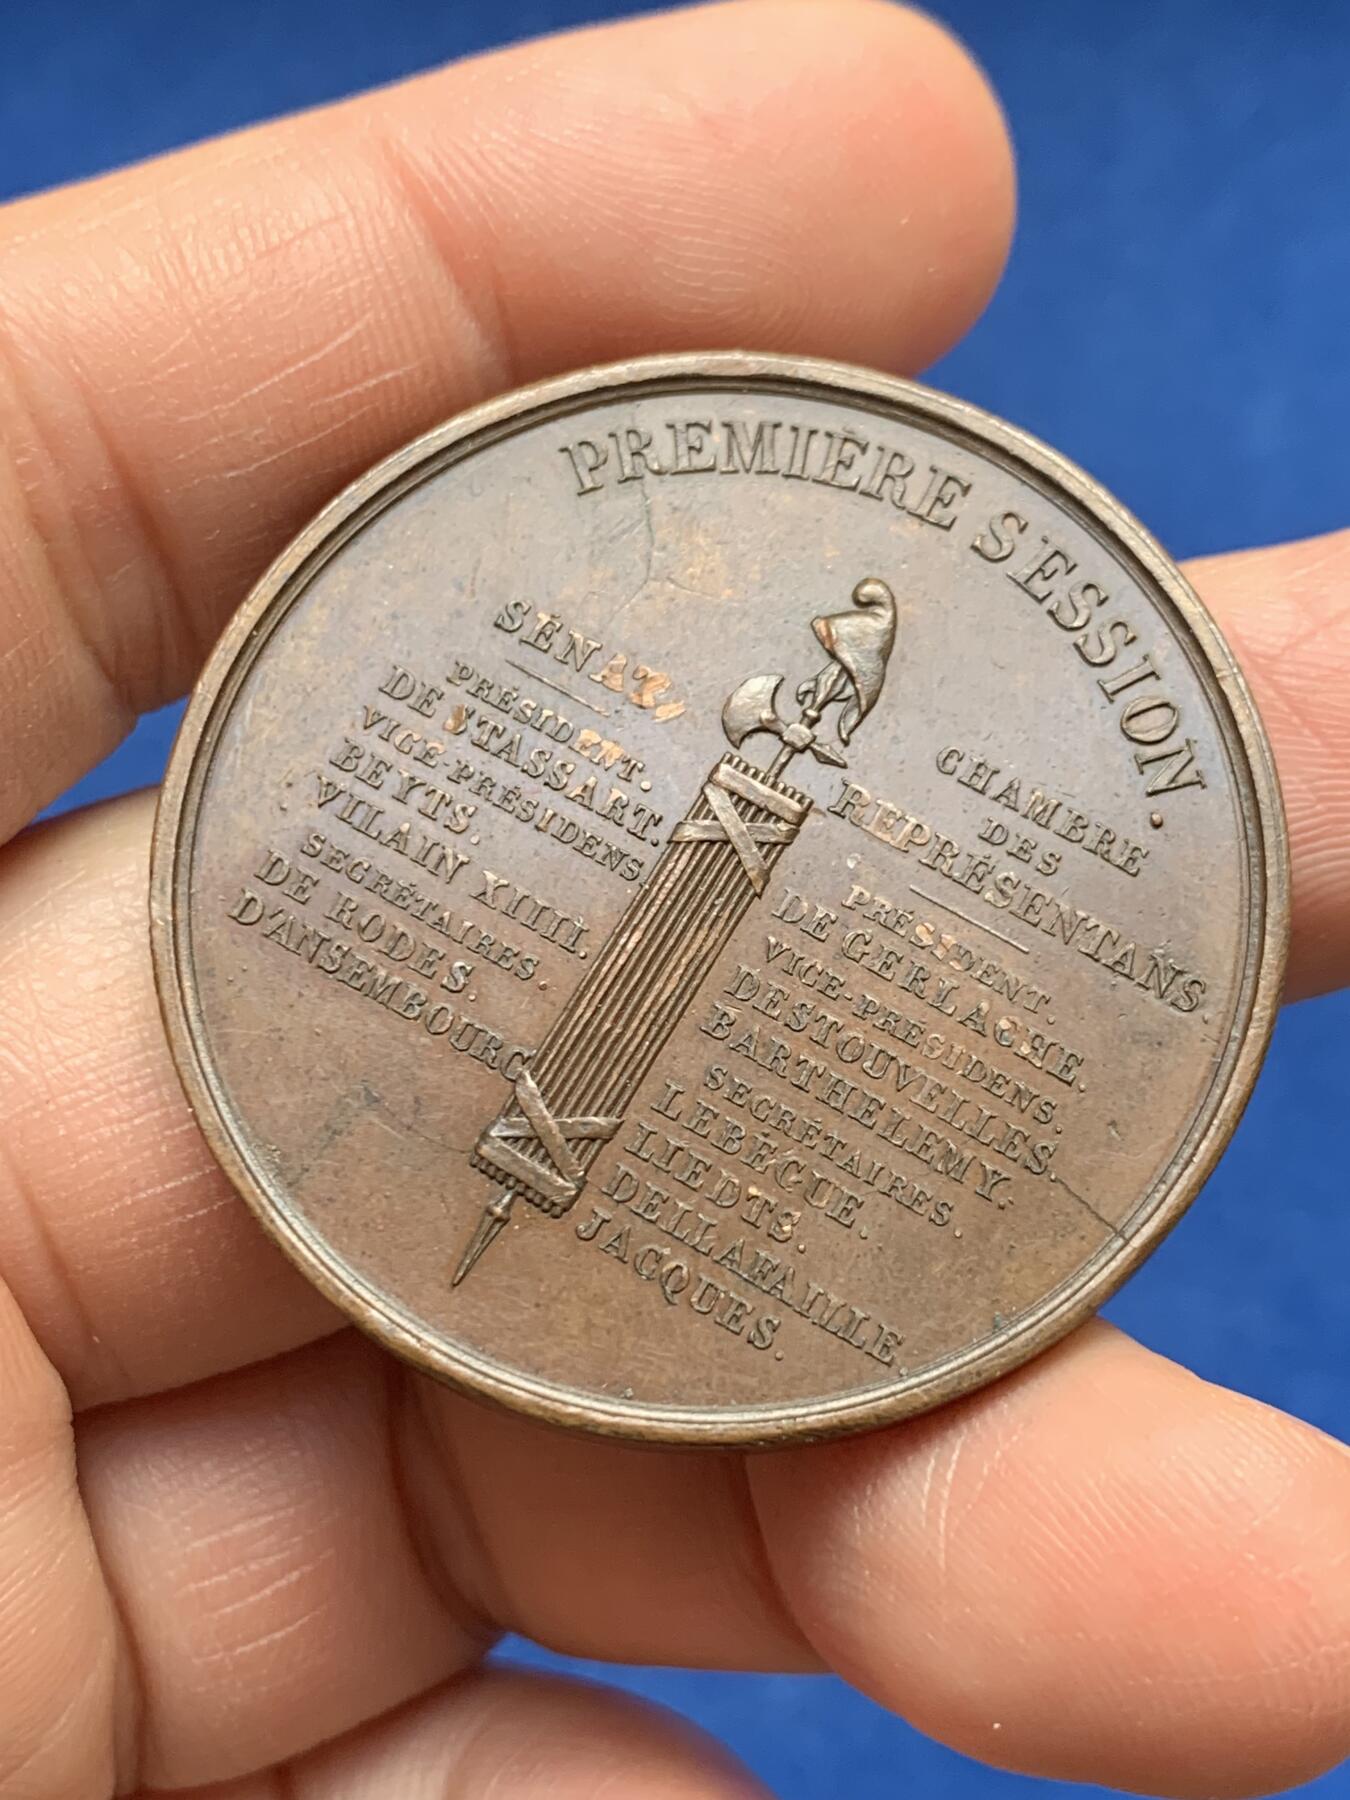 PREMIÈRE SESSION.
SÉNAT,
PRÉSIDENT.
DE STASSART.
VICE-PRÉSIDENS.
BEYTS.
VILAIN XIIII.
SECRÉTAIRES.
DE RODES.
D'ANSEMBOURG
CHAMBRE
DES
REPRÉSENTANS.
PRÉSIDENT.
DE GERLACHE.
VICE-PRÉSIDENS.
DESTOUVELLES.
BARTHELEMY.
SECRÉTAIRES.
LEBÈGUE.
LIEDTS.
DELLAFAILLE.
JACQUES.